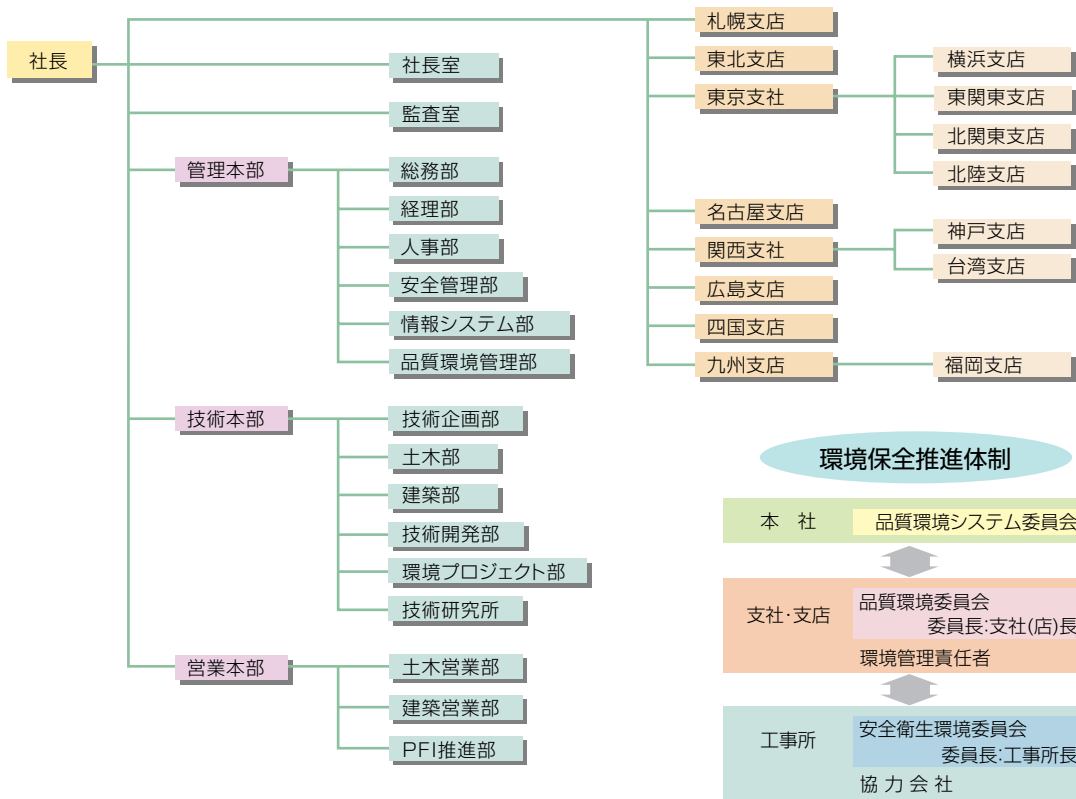 社長
社長室
監査室
管理本部
総務部
経理部
人事部
安全管理部
情報システム部
品質環境管理部
技術本部
技術企画部
土木部
建築部
技術開発部
環境プロジェクト部
技術研究所
営業本部
土木営業部
建築営業部
PFI推進部
札幌支店
東北支店
東京支社
横浜支店
東関東支店
北関東支店
北陸支店
名古屋支店
関西支社
神戸支店
台湾支店
広島支店
四国支店
九州支店
福岡支店
環境保全推進体制
本 社
品質環境システム委員会
支社・支店
品質環境委員会
委員長:支社(店)長
環境管理責任者
工事所
安全衛生環境委員会
委員長:工事所長
協力会社